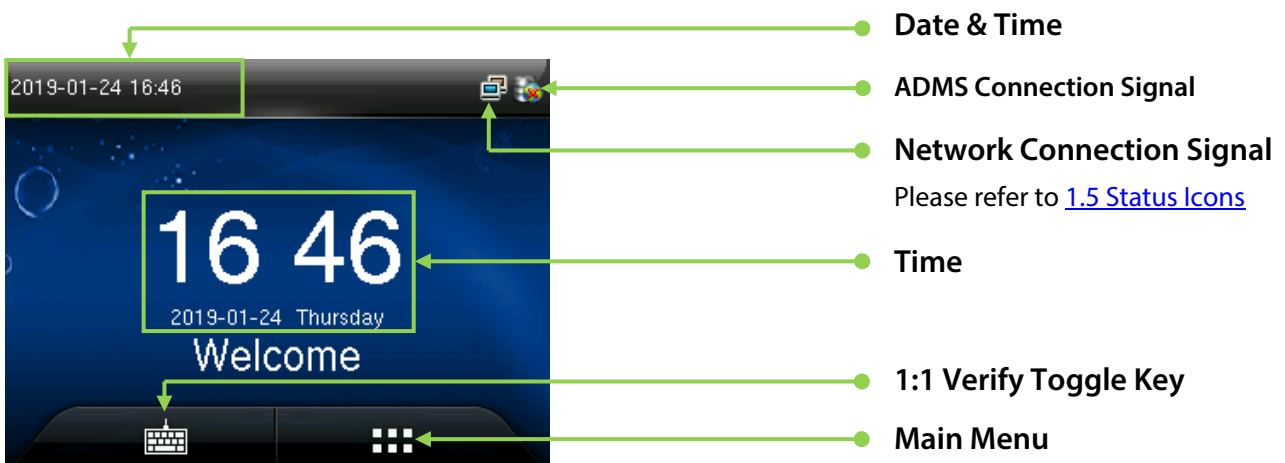 Date & Time
2019-01-24 16:46
ADMS Connection Signal
Network Connection Signal
Please refer to 1.5 Status Icons
16 46
Time
2019-01-24 Thursday
Welcome
1:1 Verify Toggle Key
Main Menu